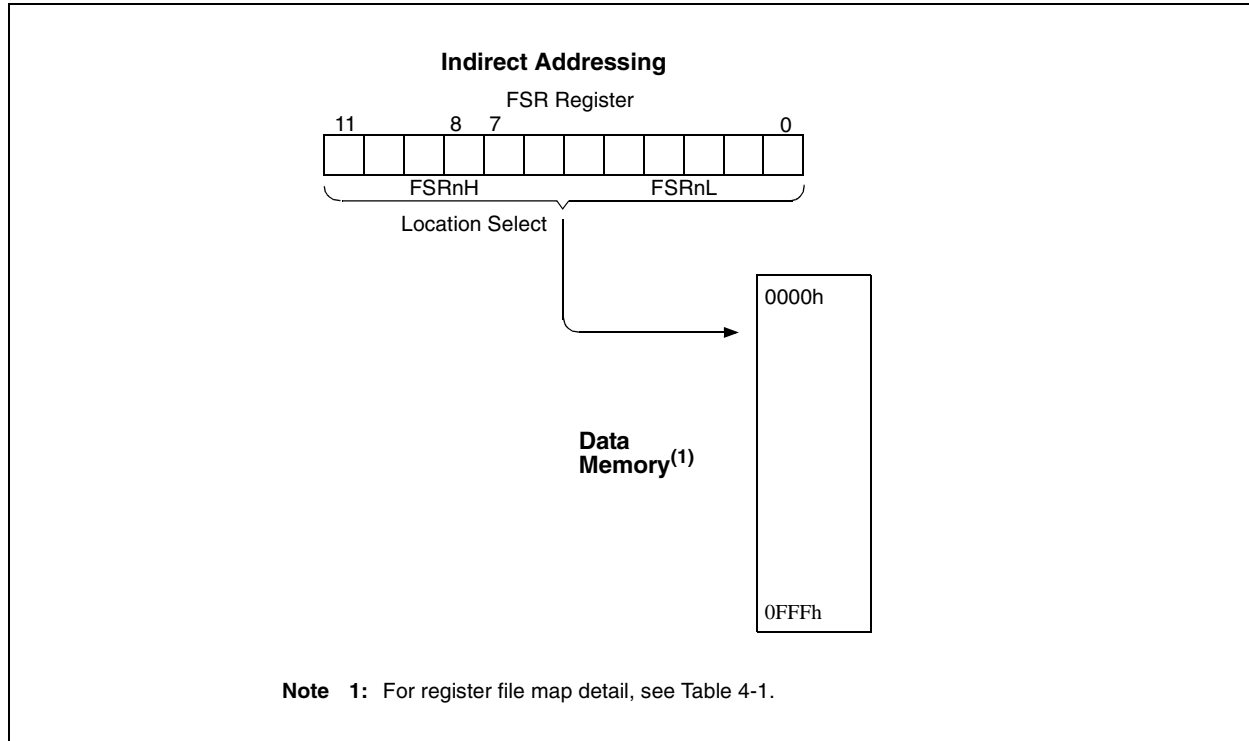 Indirect Addressing
FSR Register
11 8 7 0
FSRnH FSRnL
Location Select
0000h
Data
Memory(1)
0FFFh
Note 1: For register file map detail, see Table 4-1.